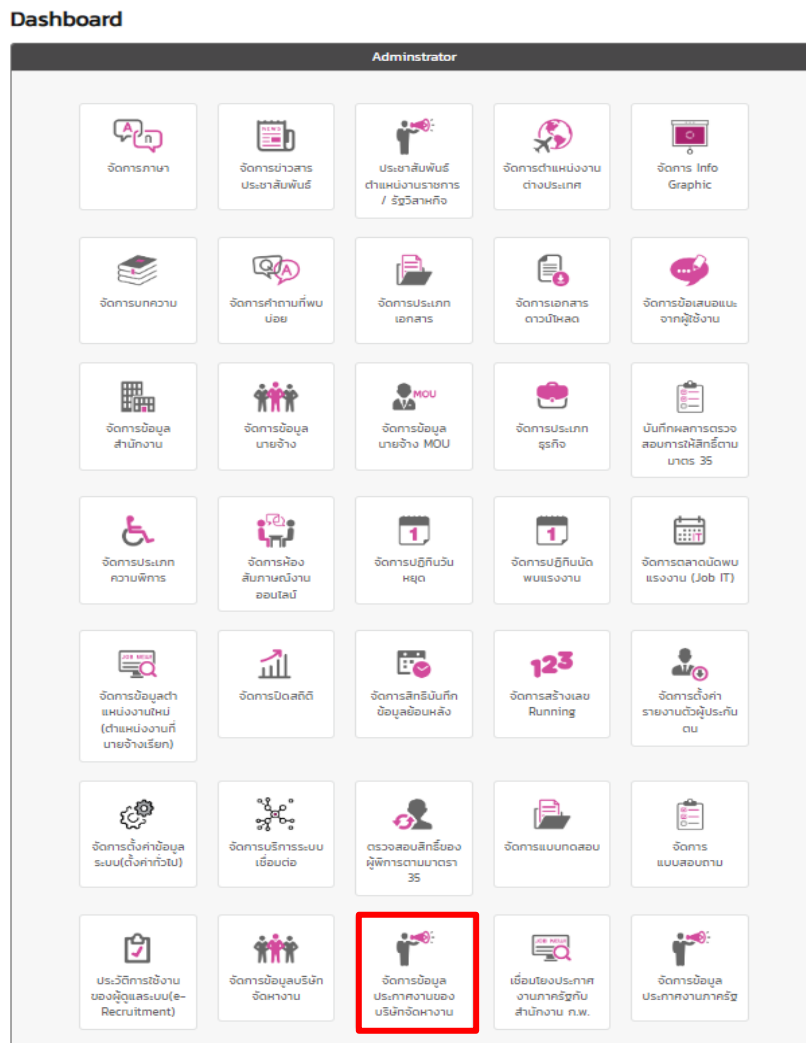 Dashboard
Adminstrator
A
ก
จัดการภาษา
NEWS
จัดการข่าวสาร
ประชาสัมพันธ์
ประชาสัมพันธ์
ตำแหน่งานราชการ
/ รัฐวิสาหกิจ
จัดการตำแหน่งงาน
ต่างประเทศ
จัดการ Info
Graphic
จัดการบทความ
Q
A
จัดการคำถามที่พบ
บ่อย
จัดการประเภท
เอกสาร
จัดการเอกสาร
ดาวน์โหลด
จัดการข้อเสนอแนะ
จากผู้ใช้งาน
จัดการข้อมูล
สำนักงาน
จัดการข้อมูล
นายจ้าง
MOU
จัดการข้อมูล
นายจ้าง MOU
จัดการประเภท
ธุรกิจ
บันทึกผลการตรวจ
สอบการให้สิทธิ์ตาม
มาตร 35
จัดการประเภท
ความพิการ
จัดการห้อง
สัมภาษณ์งาน
ออนไลน์
1
จัดการปฏิทินวัน
หยุด
1
จัดการปฏิทินนัด
พบแรงงาน
IT
จัดการตลาดนัดพบ
แรงงาน (Job IT)
JOB NEW
จัดการข้อมูลตำ
แหน่งงานใหม่
(ตำแหน่งงานที่
นายจ้างเรียก)
จัดการปิดสถิติ
จัดการสิทธิบันทึก
ข้อมูลย้อนหลัง
123
จัดการสร้างเลข
Running
จัดการตั้งค่า
รายงานตัวผู้ประกัน
ตน
จัดการตั้งค่าข้อมูล
ระบบ(ตั้งค่าทั่วไป)
จัดการบริการระบบ
เชื่อมต่อ
ตรวจสอบสิทธิ์ของ
ผู้พิการตามมาตรา
35
จัดการแบบทดสอบ
จัดการ
แบบสอบถาม
ประวัติการใช้งาน
ของผู้ดูแลระบบ(e-
Recruitment)
จัดการข้อมูลบริษัท
จัดหางาน
จัดการข้อมูล
ประกาศงานของ
บริษัทจัดหางาน
JOB NEW
เชื่อมโยงประกาศ
งานภาครัฐกับ
สำนักงาน ก.พ.
จัดการข้อมูล
ประกาศงานภาครัฐ